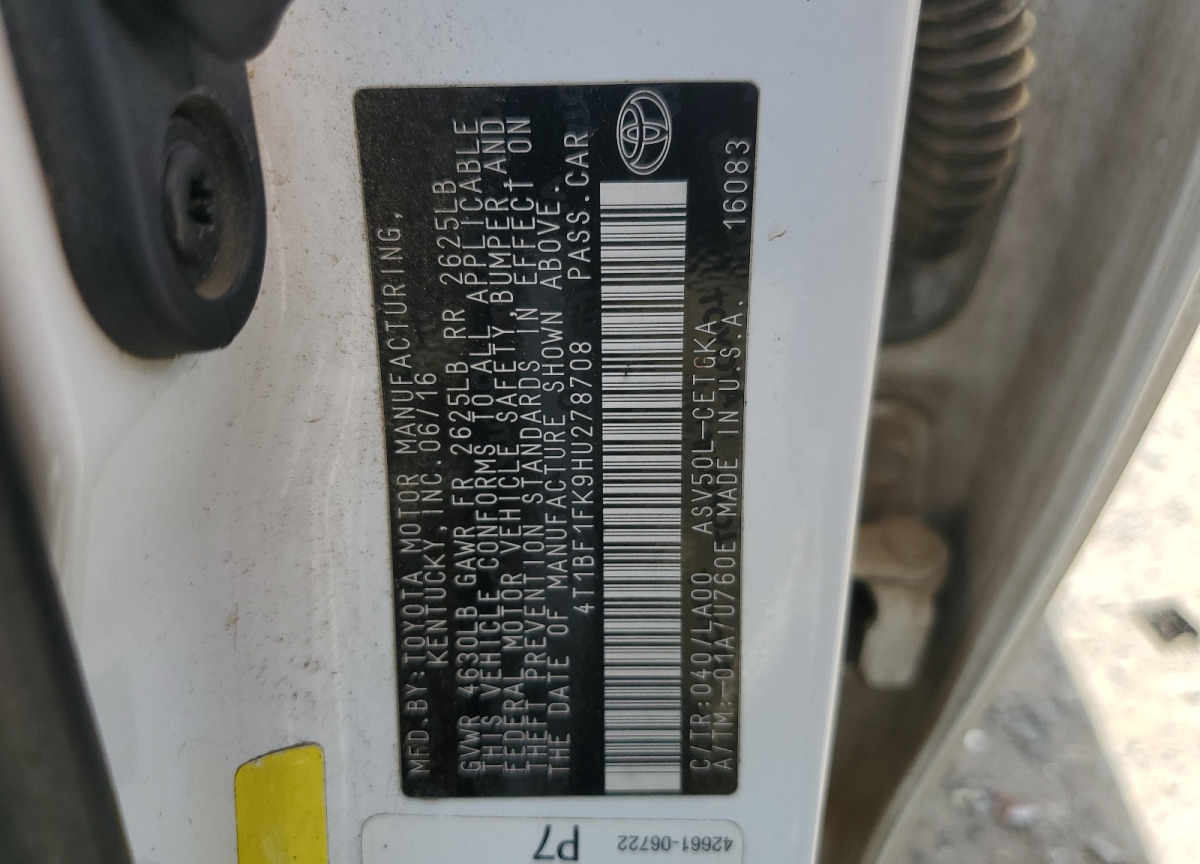 MFD.BY:TOYOTA MOTOR MANUFACTURING,
KENTUCKY, INC. 06/16
GVWR 4630LB GAWR FR 2625LB RR 2625LB
THIS VEHICLE CONFORMS TO ALL APPLICABLE
FEDERAL MOTOR VEHICLE SAFETY, BUMPER, AND
THEFT PREVENTION STANDARDS IN EFFECT ON
THE DATE OF MANUFACTURE SHOWN ABOVE.
4T1BF1FK9HU278708 PASS.CAR
C/TR:040/LA00 ASV50L-CETGKA
A/TM:-01A/U760E MADE IN U.S.A. 16083
42661-06722
P7